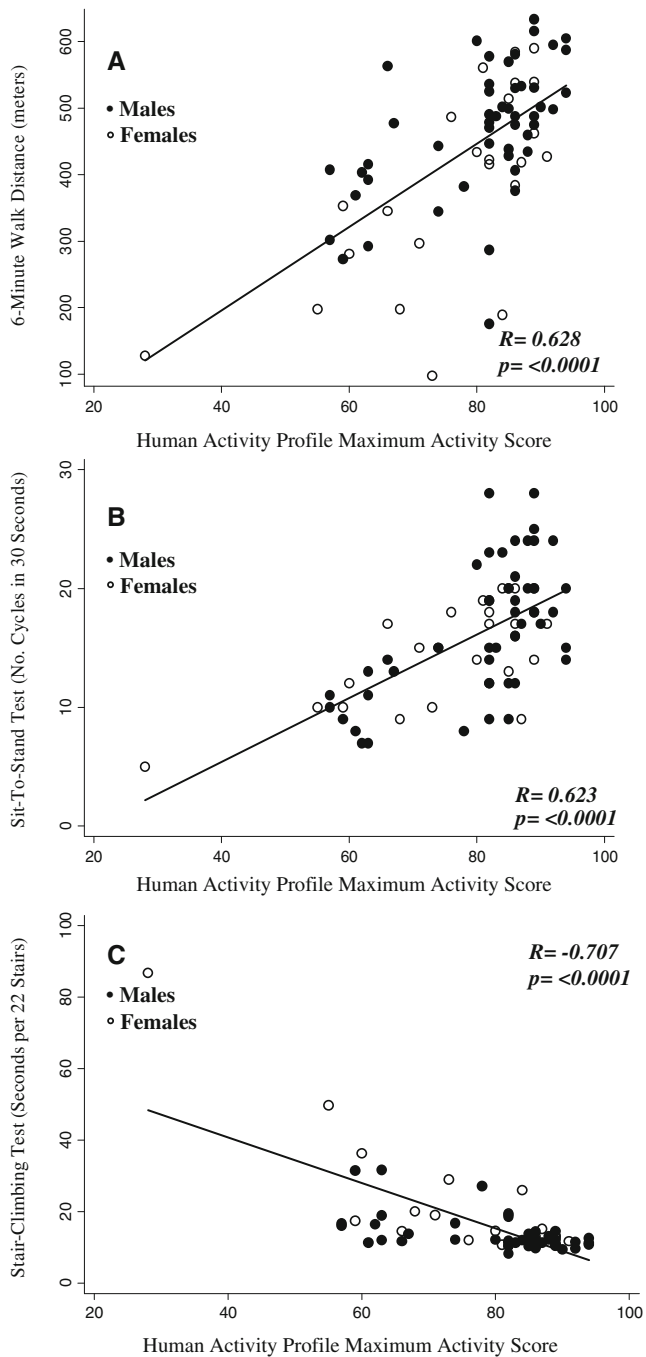 A
• Males
○ Females
6-Minute Walk Distance (meters)
600
500
400
300
200
100
R= 0.628
p= <0.0001
20 40 60 80 100
Human Activity Profile Maximum Activity Score
B
• Males
○ Females
Sit-To-Stand Test (No. Cycles in 30 Seconds)
30
20
10
0
R= 0.623
p= <0.0001
20 40 60 80 100
Human Activity Profile Maximum Activity Score
C
• Males
○ Females
Stair-Climbing Test (Seconds per 22 Stairs)
100
80
60
40
20
0
R= -0.707
p= <0.0001
20 40 60 80 100
Human Activity Profile Maximum Activity Score